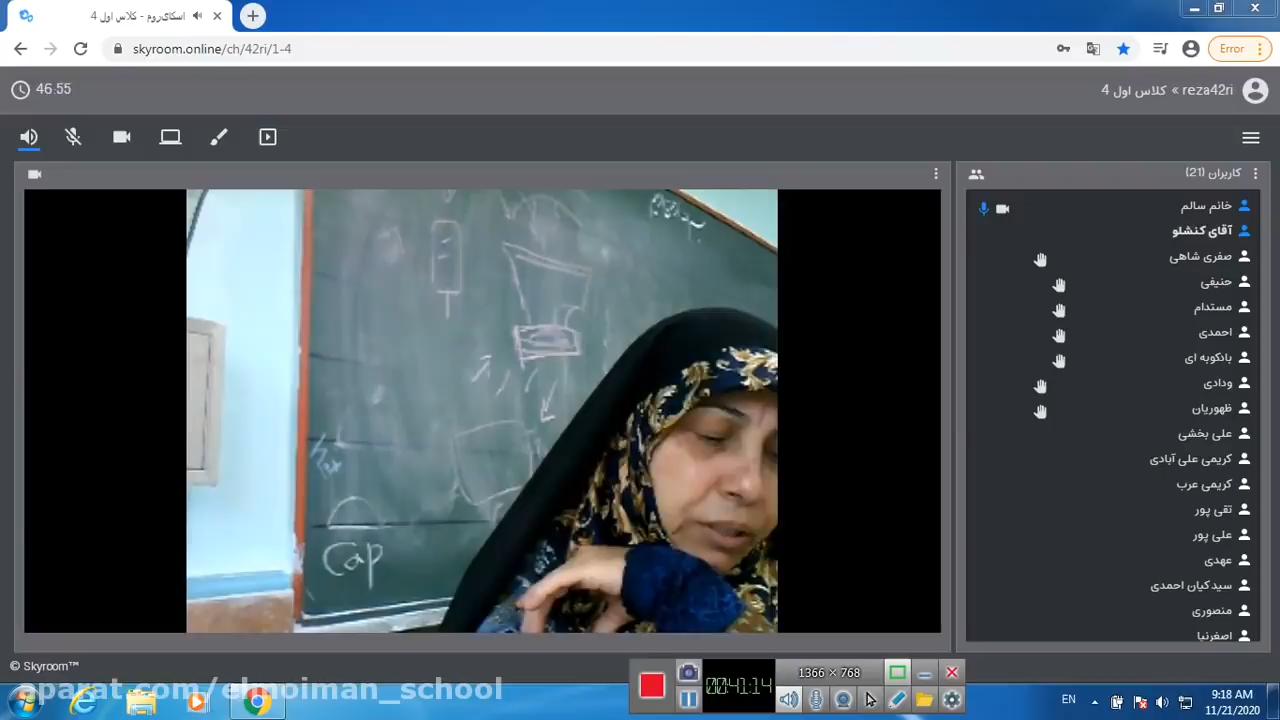 اسکای‌روم - کلاس اول 4
skyroom.online/ch/42ri/1-4
Error
46:55
reza42ri » کلاس اول 4
کاربران (21)
خانم سالم
آقای کنشلو
صفری شاهی
حنیفی
مستدام
احمدی
بانکوبه ای
ودادی
ظهوریان
علی بخشی
کریمی علی آبادی
کریمی عرب
تقی پور
علی پور
عهدی
سید کیان احمدی
منصوری
اصغرنیا
Cap
© Skyroom™
aparat.com/elmoiman_school
00:41:14
1366 × 768
EN
9:18 AM
11/21/2020